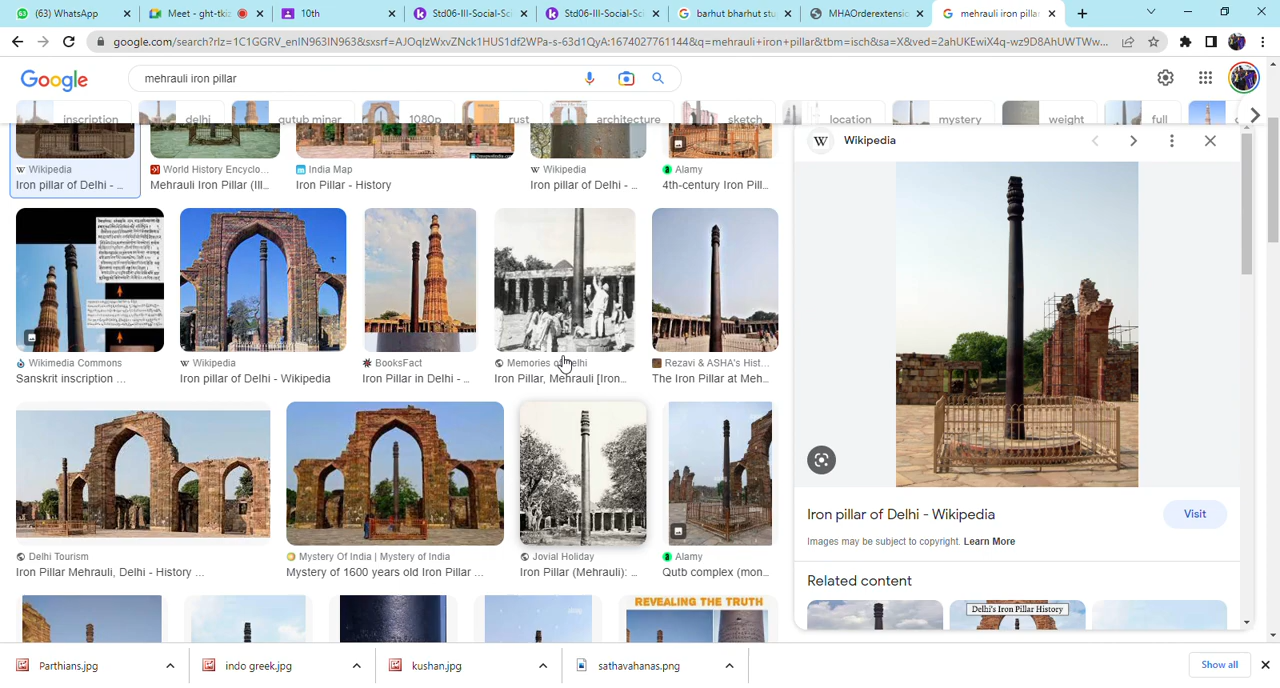 (63) WhatsApp
Meet - ght-tkiz
10th
Std06-III-Social-Sci
Std06-III-Social-Sci
barhut bharhut stu
MHAOrderextensic
mehrauli iron pillar
google.com/search?rlz=1C1GGRV_enIN963IN963&sxsrf=AJOqlzWxvZNck1HUS1df2WPa-s-63d1QyA:1674027761144&q=mehrauli+iron+pillar&tbm=isch&sa=X&ved=2ahUKEwiX4q-wz9D8AhUWTWw...
Google
mehrauli iron pillar
inscription
delhi
qutub minar
1080p
rust
architecture
sketch
location
mystery
weight
full
Wikipedia
World History Encyclo...
India Map
Wikipedia
Alamy
Iron pillar of Delhi - ...
Mehrauli Iron Pillar (Ill...
Iron Pillar - History
Iron pillar of Delhi - ...
4th-century Iron Pill...
Wikimedia Commons
Wikipedia
BooksFact
Memories of Delhi
Rezavi & ASHA's Hist...
Sanskrit inscription ...
Iron pillar of Delhi - Wikipedia
Iron Pillar in Delhi - ...
Iron Pillar, Mehrauli [Iron...
The Iron Pillar at Meh...
Delhi Tourism
Mystery Of India | Mystery of India
Jovial Holiday
Alamy
Iron Pillar Mehrauli, Delhi - History ...
Mystery of 1600 years old Iron Pillar ...
Iron Pillar (Mehrauli): ...
Qutb complex (mon...
REVEALING THE TRUTH
Wikipedia
Iron pillar of Delhi - Wikipedia
Visit
Images may be subject to copyright. Learn More
Related content
Delhi's Iron Pillar History
Parthians.jpg
indo greek.jpg
kushan.jpg
sathavahanas.png
Show all